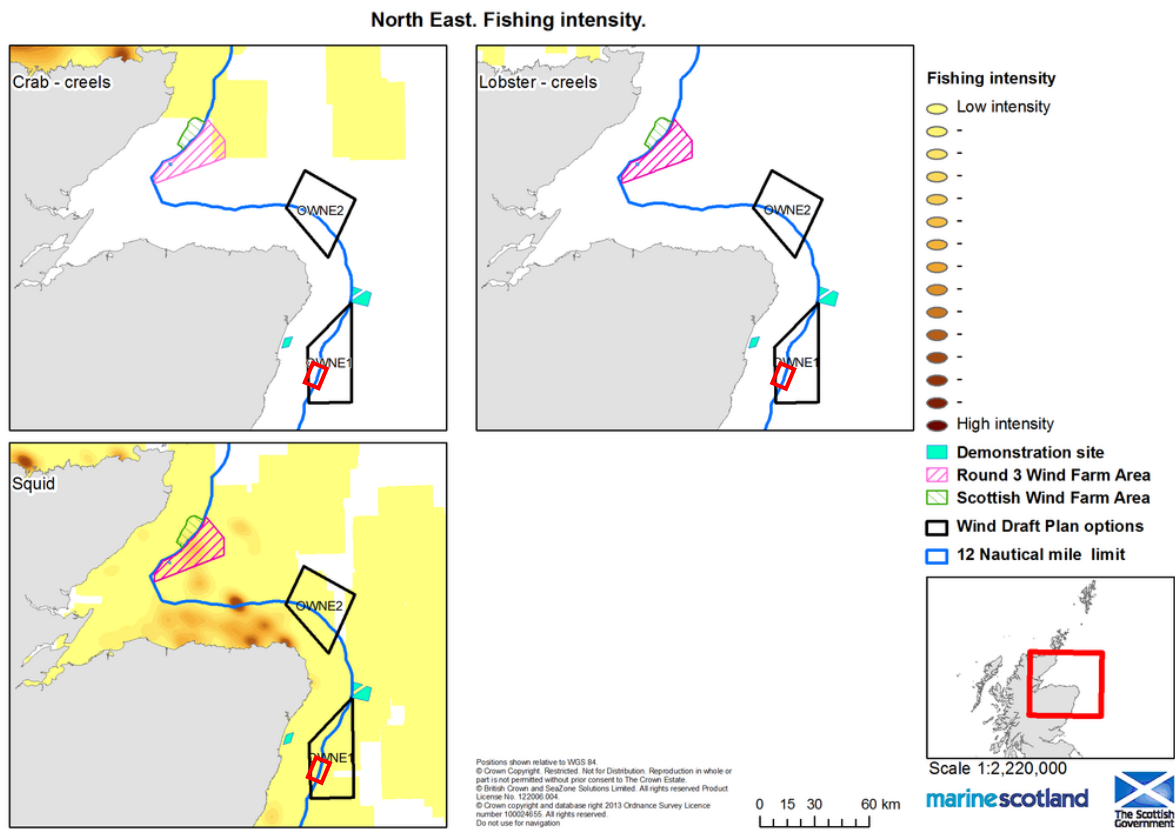 North East. Fishing intensity.
Crab - creels
OWNE2
OWNE1
Lobster - creels
OWNE2
OWNE1
Squid
OWNE2
OWNE1
Fishing intensity
Low intensity
-
-
-
-
-
-
-
-
-
-
-
-
-
High intensity
Demonstration site
Round 3 Wind Farm Area
Scottish Wind Farm Area
Wind Draft Plan options
12 Nautical mile limit
Scale 1:2,220,000
marinescotland
The Scottish
Government
Positions shown relative to WGS 84.
© Crown Copyright. Restricted. Not for Distribution. Reproduction in whole or
part is not permitted without prior consent to The Crown Estate.
© British Crown and SeaZone Solutions Limited. All rights reserved Product
License No. 122006.004.
© Crown copyright and database right 2013 Ordnance Survey Licence
number 100024655. All rights reserved.
Do not use for navigation
0 15 30 60 km